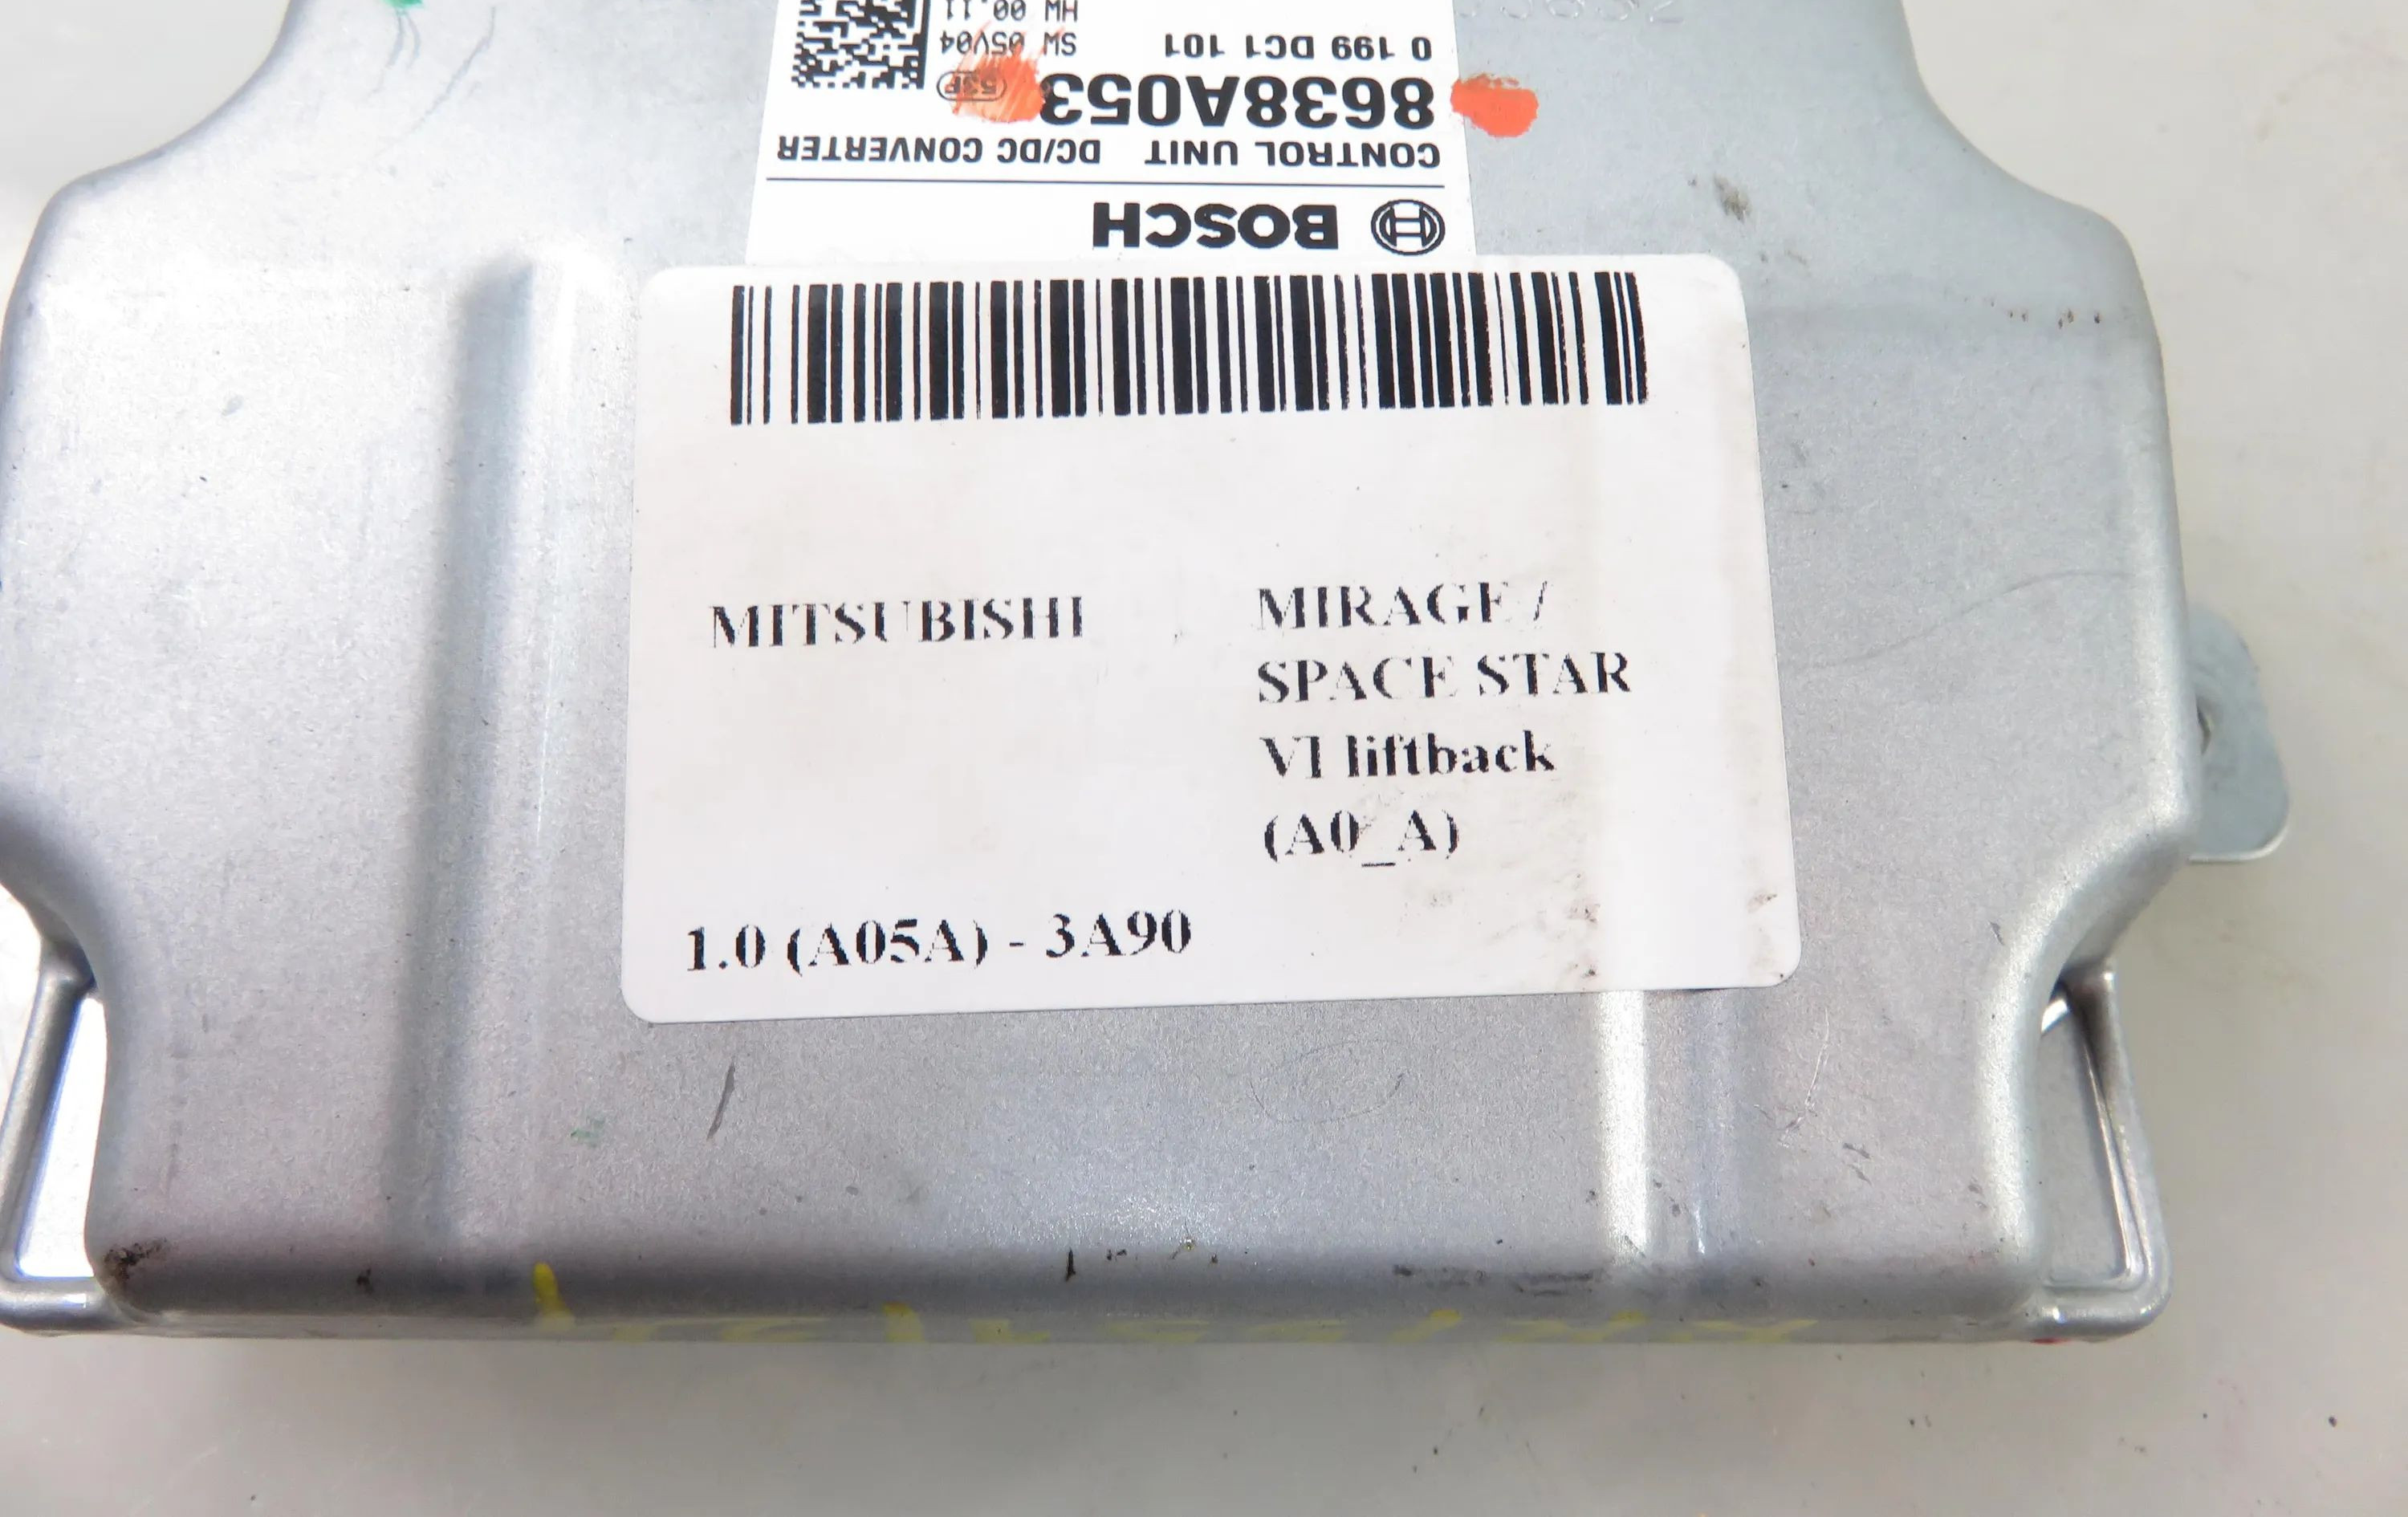 BOSCH
CONTROL UNIT DC/DC CONVERTER
8638A053
0 199 DC1 101
SW 05V04
HW 00.11
MITSUBISHI
MIRAGE /
SPACE STAR
VI liftback
(A0_A)
1.0 (A05A) - 3A90